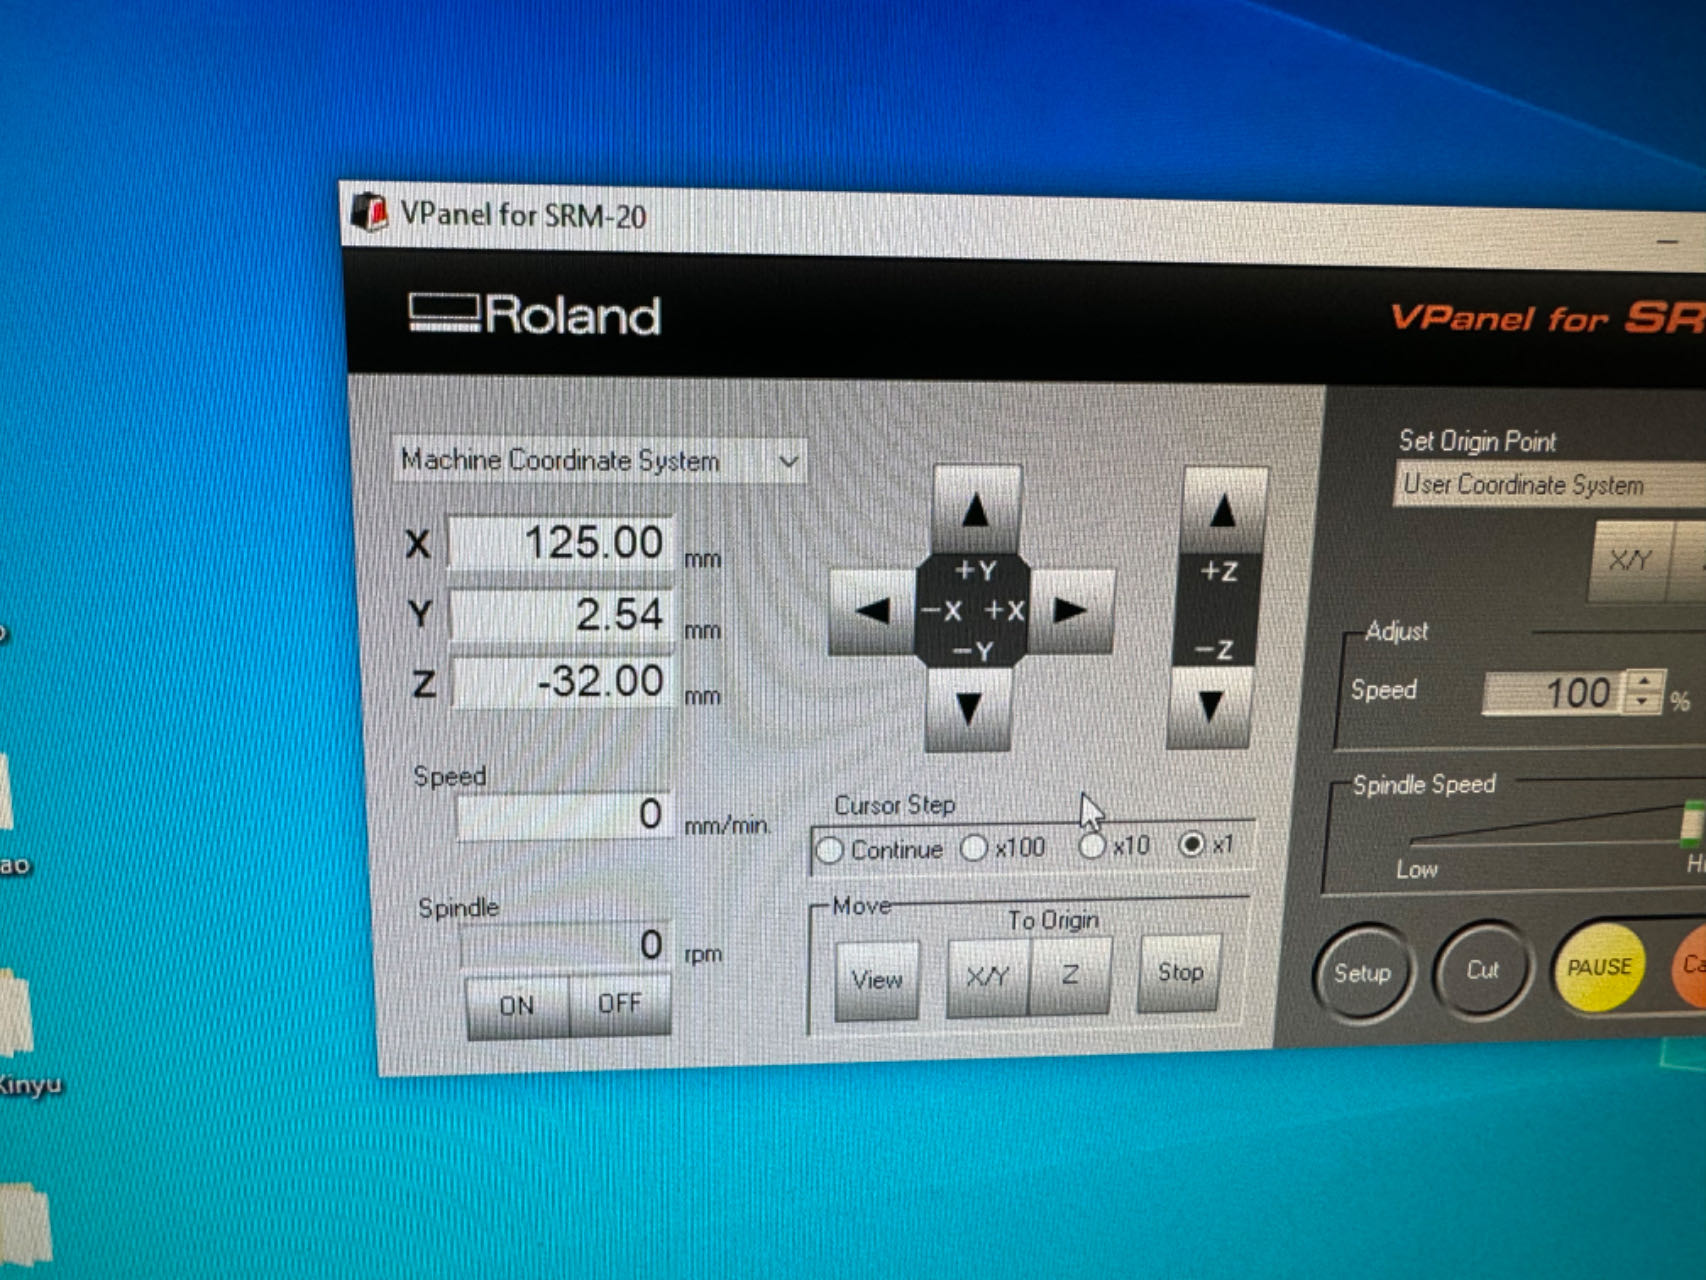 VPanel for SRM-20
Roland
VPanel for SR
Machine Coordinate System
X 125.00 mm
Y 2.54 mm
Z -32.00 mm
Speed
0 mm/min.
Spindle
0 rpm
ON OFF
+Y
-X +X
-Y
+Z
-Z
Cursor Step
Continue x100 x10 x1
Move
To Origin
View X/Y Z Stop
Set Origin Point
User Coordinate System
X/Y
Adjust
Speed 100 %
Spindle Speed
Low
Setup Cut PAUSE Ca
ao
Kinyu